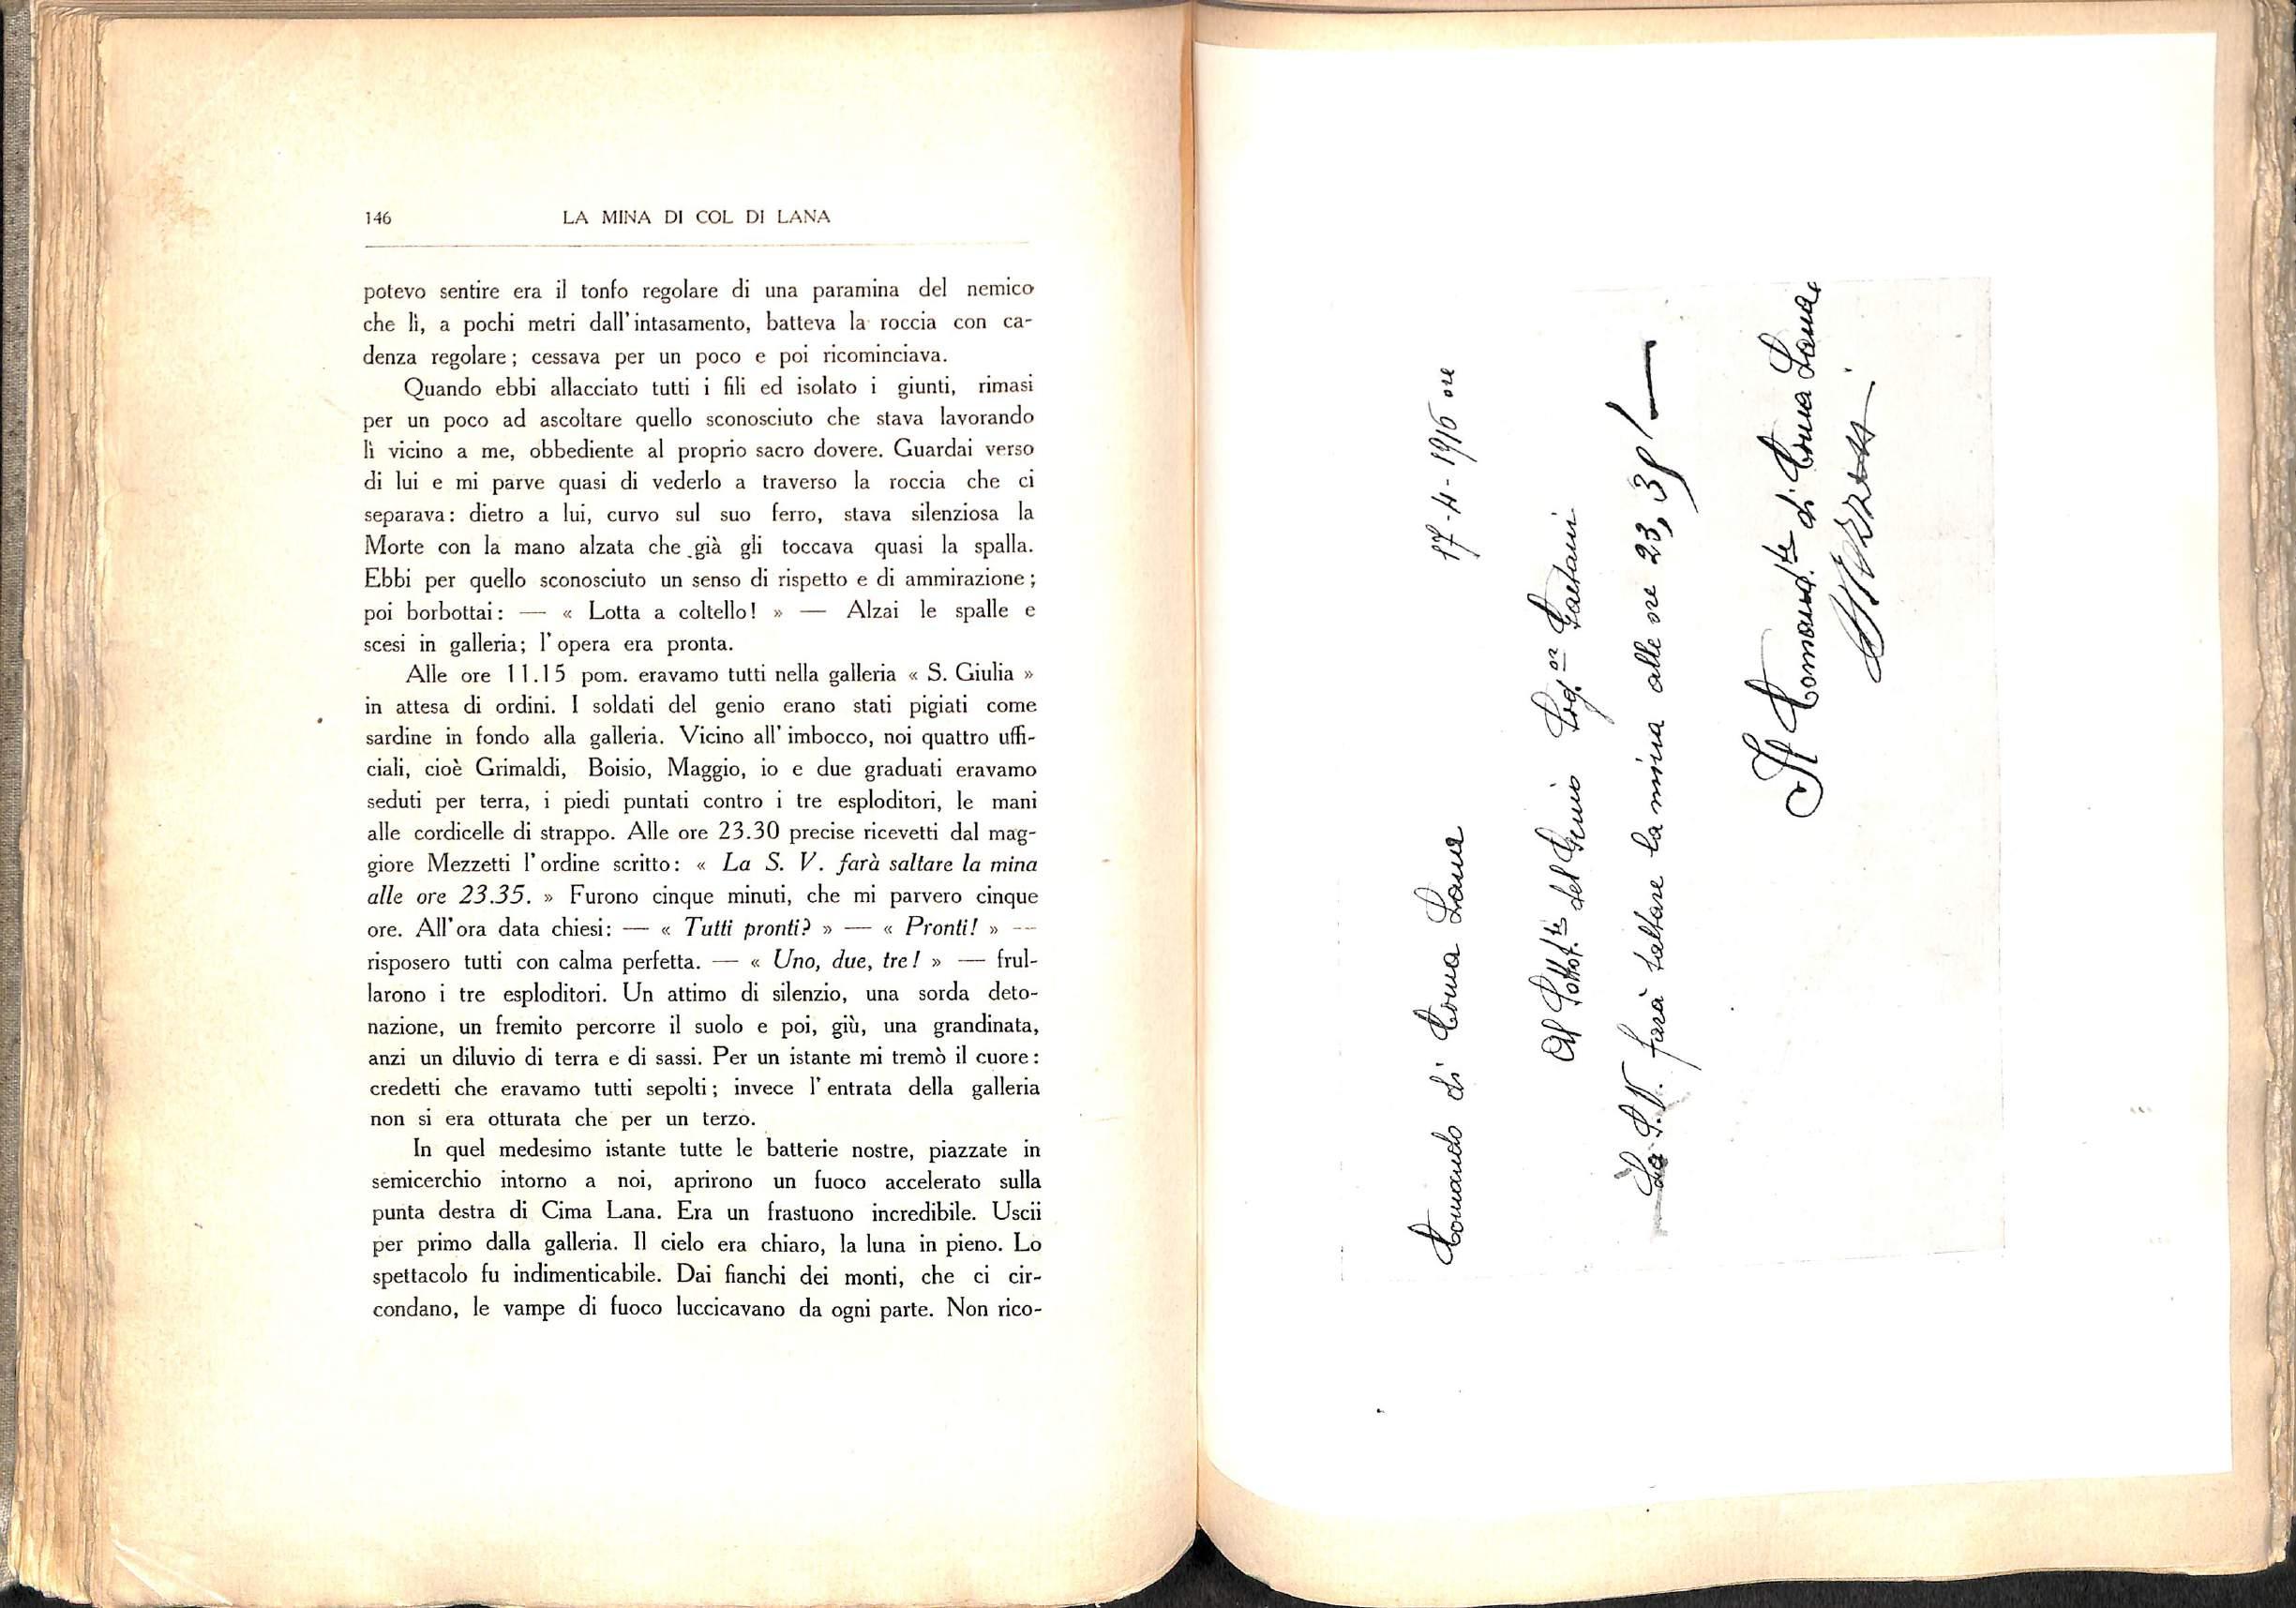 146 LA MINA DI COL DI LANA
potevo sentire era il tonfo regolare di una paramina del nemico
che lì, a pochi metri dall'intasamento, batteva la roccia con ca-
denza regolare; cessava per un poco e poi ricominciava.
Quando ebbi allacciato tutti i fili ed isolato i giunti, rimasi
per un poco ad ascoltare quello sconosciuto che stava lavorando
lì vicino a me, obbediente al proprio sacro dovere. Guardai verso
di lui e mi parve quasi di vederlo a traverso la roccia che ci
separava: dietro a lui, curvo sul suo ferro, stava silenziosa la
Morte con la mano alzata che già gli toccava quasi la spalla.
Ebbi per quello sconosciuto un senso di rispetto e di ammirazione;
poi borbottai: — « Lotta a coltello! » — Alzai le spalle e
scesi in galleria; l'opera era pronta.
Alle ore 11.15 pom. eravamo tutti nella galleria « S. Giulia »
in attesa di ordini. I soldati del genio erano stati pigiati come
sardine in fondo alla galleria. Vicino all'imbocco, noi quattro uffi-
ciali, cioè Grimaldi, Boisio, Maggio, io e due graduati eravamo
seduti per terra, i piedi puntati contro i tre esploditori, le mani
alle cordicelle di strappo. Alle ore 23.30 precise ricevetti dal mag-
giore Mezzetti l'ordine scritto: « La S. V. farà saltare la mina
alle ore 23.35. » Furono cinque minuti, che mi parvero cinque
ore. All'ora data chiesi: — « Tutti pronti? » — « Pronti! » —
risposero tutti con calma perfetta. — « Uno, due, tre! » — frul-
larono i tre esploditori. Un attimo di silenzio, una sorda deto-
nazione, un fremito percorre il suolo e poi, giù, una grandinata,
anzi un diluvio di terra e di sassi. Per un istante mi tremò il cuore:
credetti che eravamo tutti sepolti; invece l'entrata della galleria
non si era otturata che per un terzo.
In quel medesimo istante tutte le batterie nostre, piazzate in
semicerchio intorno a noi, aprirono un fuoco accelerato sulla
punta destra di Cima Lana. Era un frastuono incredibile. Uscii
per primo dalla galleria. Il cielo era chiaro, la luna in pieno. Lo
spettacolo fu indimenticabile. Dai fianchi dei monti, che ci cir-
condano, le vampe di fuoco luccicavano da ogni parte. Non rico-
Comando di Cima Lana 17-4-1916 ore
Al Sottot.te del Genio Sig.or Caetani
La S.V. farà saltare la mina alle ore 23,35/—
Il Comand.te di Cima Lana
Mezzetti